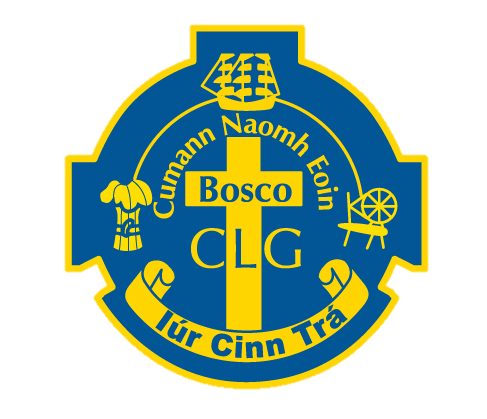 Cumann Naomh Eoin
Bosco
CLG
Iúr Cinn Trá